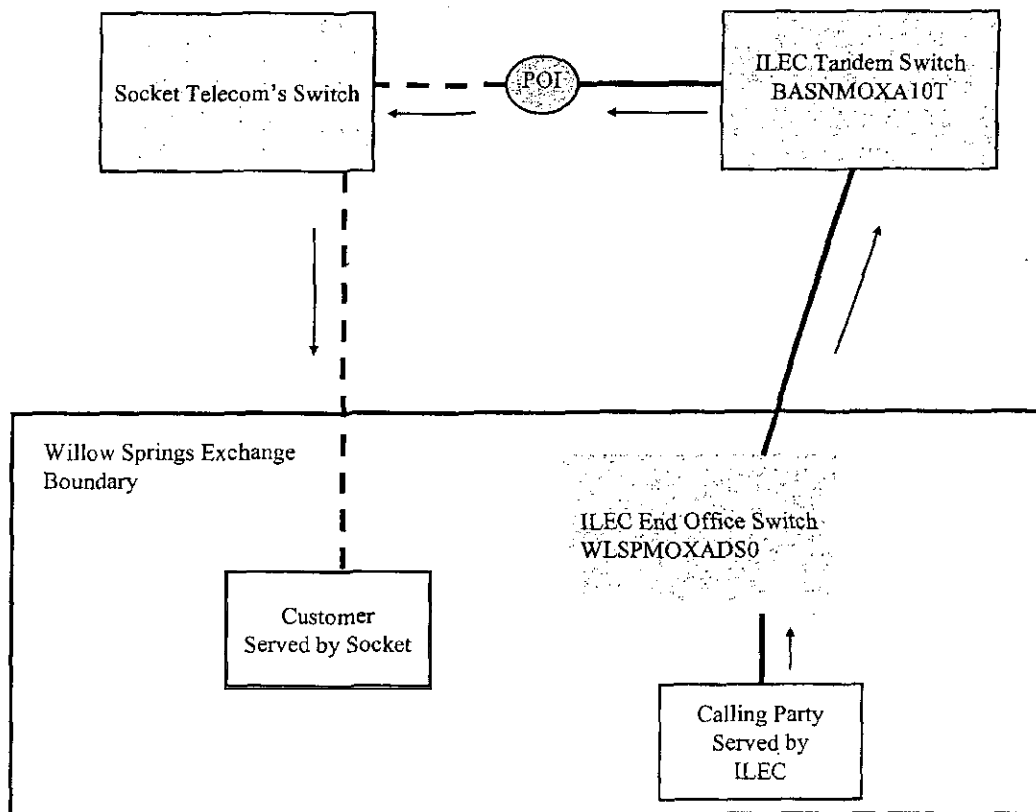 Socket Telecom's Switch
POI
ILEC Tandem Switch
BASNMOXA10T
Willow Springs Exchange
Boundary
ILEC End Office Switch
WLSPMOXADS0
Customer
Served by Socket
Calling Party
Served by
ILEC